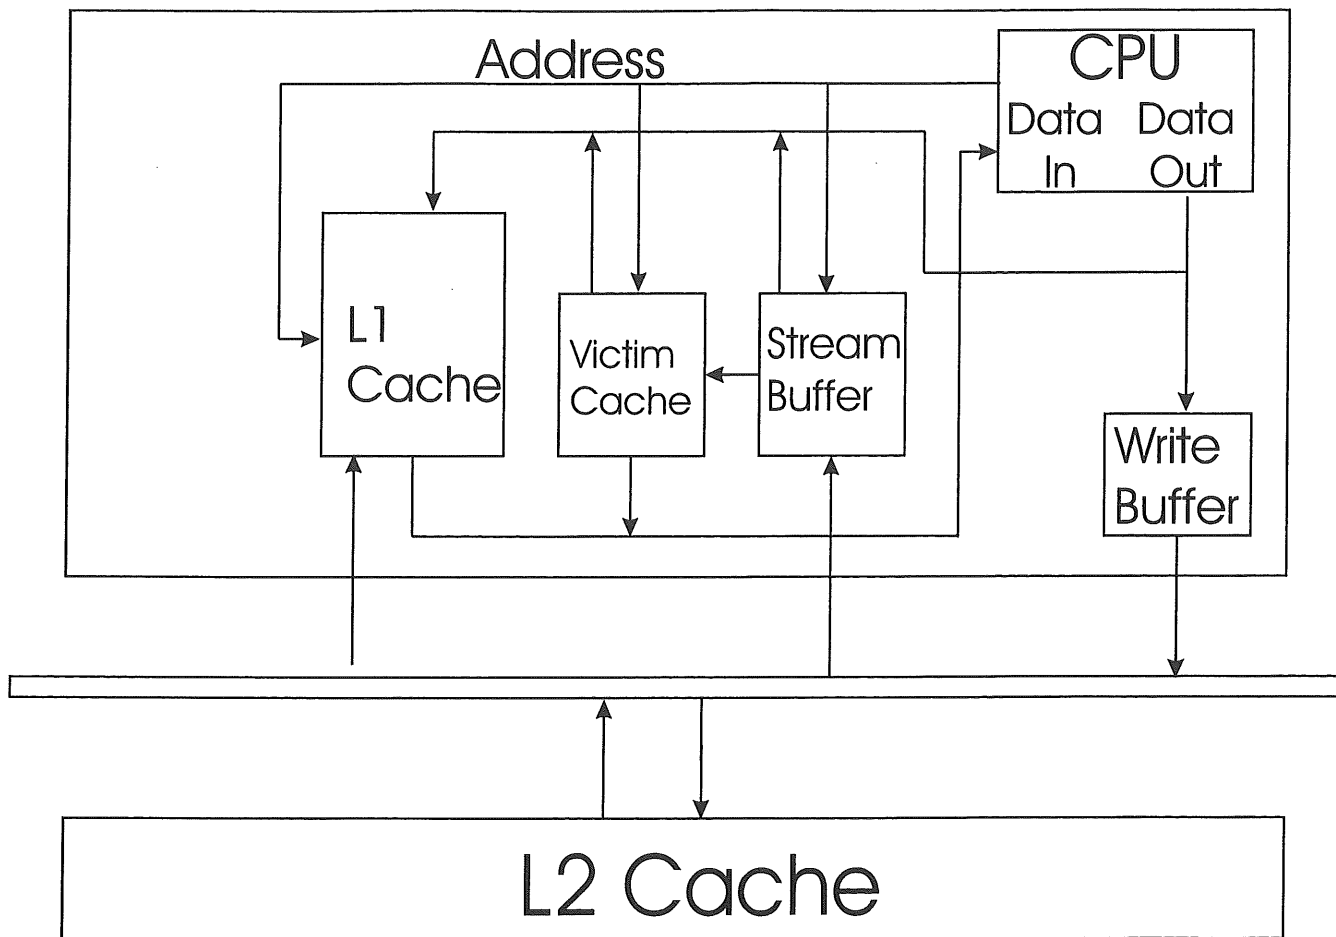 Address
CPU
Data Data
In Out
L1
Cache
Victim
Cache
Stream
Buffer
Write
Buffer
L2 Cache